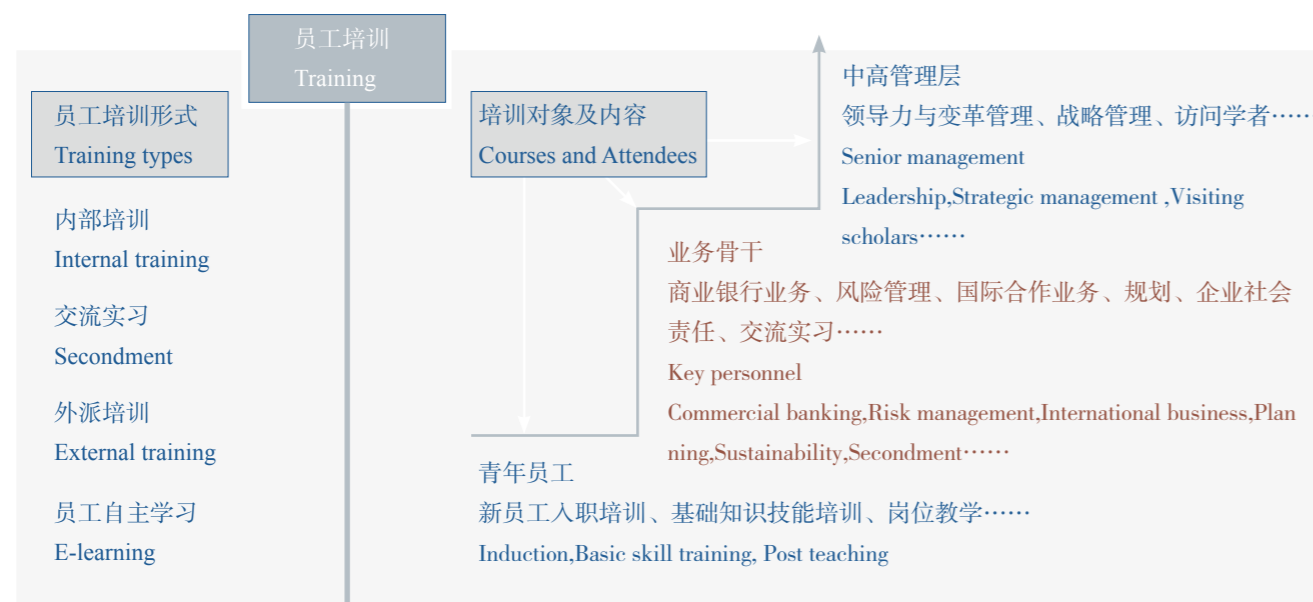 员工培训
Training
员工培训形式
Training types
内部培训
Internal training
交流实习
Secondment
外派培训
External training
员工自主学习
E-learning
培训对象及内容
Courses and Attendees
中高管理层
领导力与变革管理、战略管理、访问学者⋯⋯
Senior management
Leadership,Strategic management ,Visiting
scholars⋯⋯
业务骨干
商业银行业务、风险管理、国际合作业务、规划、企业社会
责任、交流实习⋯⋯
Key personnel
Commercial banking,Risk management,International business,Plan
ning,Sustainability,Secondment⋯⋯
青年员工
新员工入职培训、基础知识技能培训、岗位教学⋯⋯
Induction,Basic skill training, Post teaching